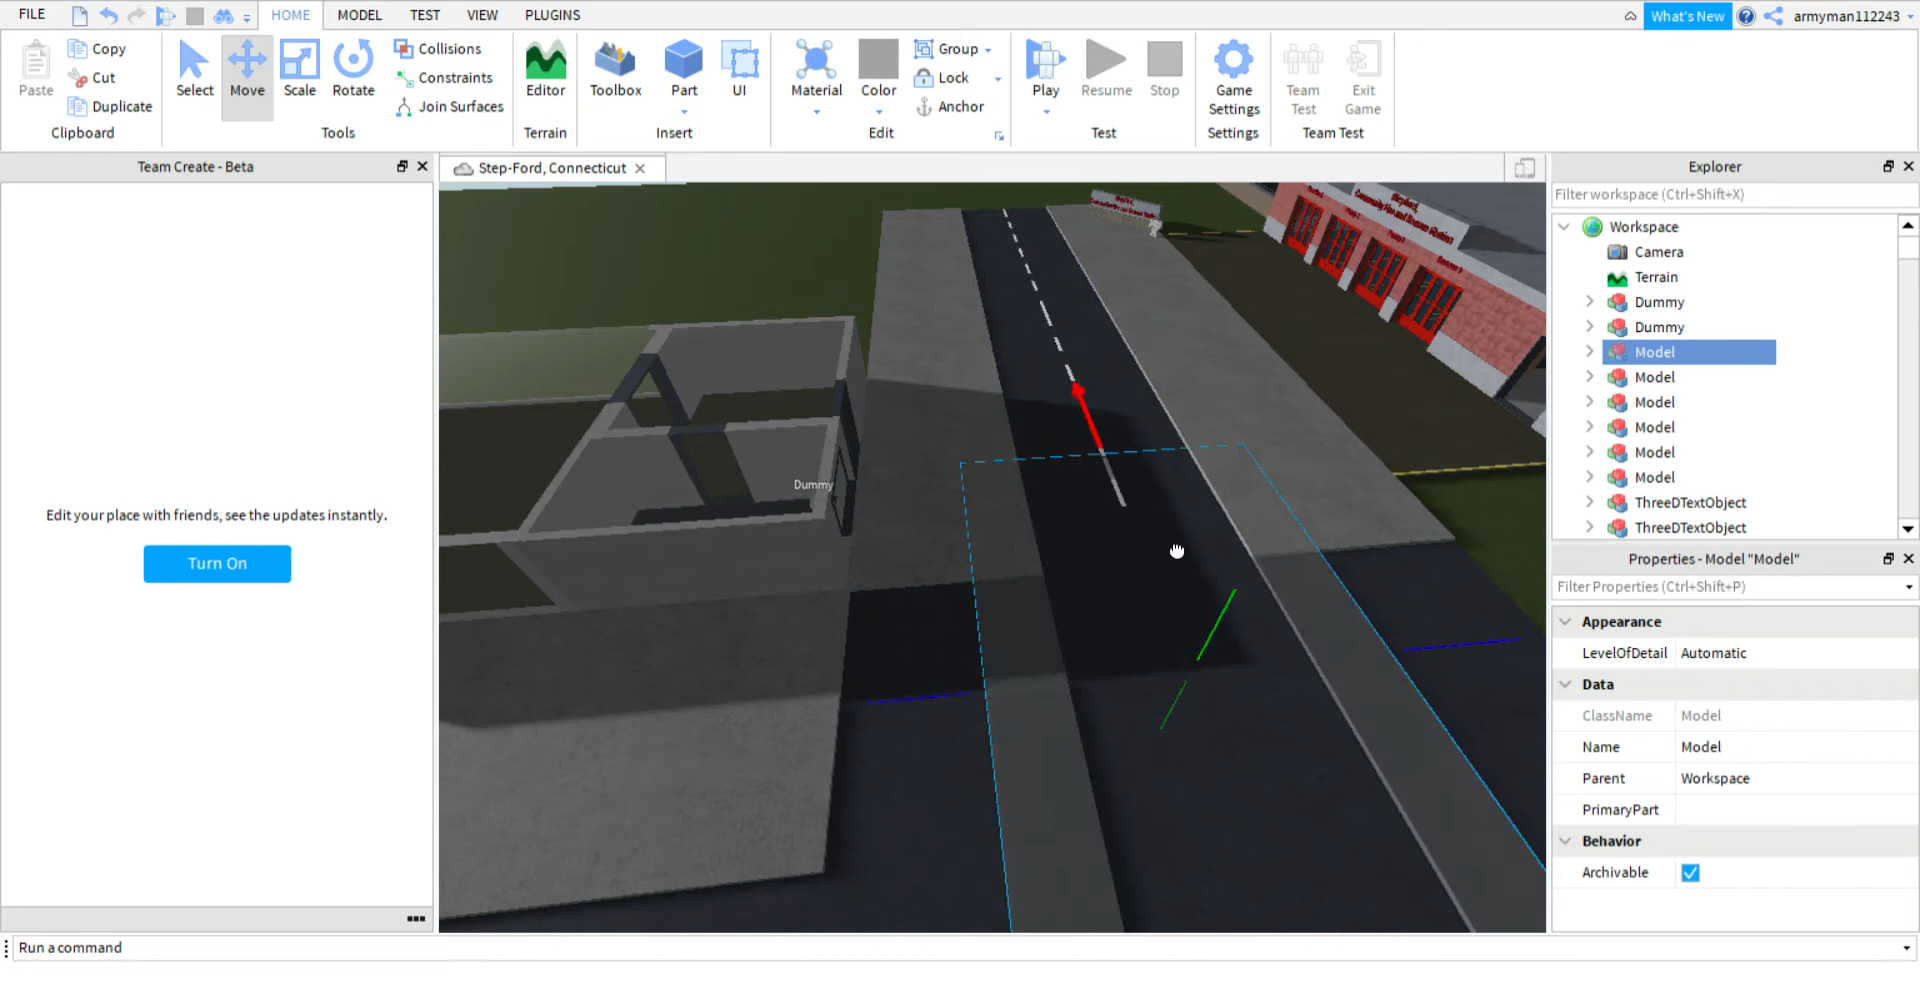 FILE HOME MODEL TEST VIEW PLUGINS What's New armyman112243
Copy
Cut
Duplicate
Paste
Clipboard
Select Move Scale Rotate
Collisions
Constraints
Join Surfaces
Tools
Editor
Terrain
Toolbox Part UI
Insert
Material Color
Group
Lock
Anchor
Edit
Play Resume Stop
Test
Game
Settings
Settings
Team
Test
Exit
Game
Team Test
Team Create - Beta
Edit your place with friends, see the updates instantly.
Turn On
Step-Ford, Connecticut
Dummy
Explorer
Filter workspace (Ctrl+Shift+X)
Workspace
Camera
Terrain
Dummy
Dummy
Model
Model
Model
Model
Model
Model
ThreeDTextObject
ThreeDTextObject
Properties - Model "Model"
Filter Properties (Ctrl+Shift+P)
Appearance
LevelOfDetail Automatic
Data
ClassName Model
Name Model
Parent Workspace
PrimaryPart
Behavior
Archivable
Run a command